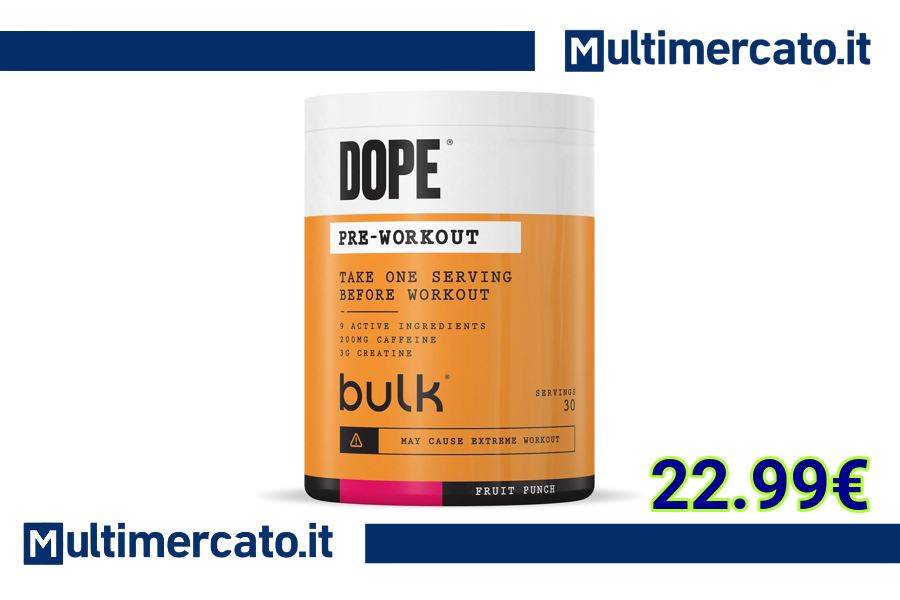 Multimercato.it
DOPE®
PRE-WORKOUT
TAKE ONE SERVING
BEFORE WORKOUT
9 ACTIVE INGREDIENTS
200MG CAFFEINE
3G CREATINE
bulk®
SERVINGS
30
MAY CAUSE EXTREME WORKOUT
FRUIT PUNCH
22.99€
Multimercato.it